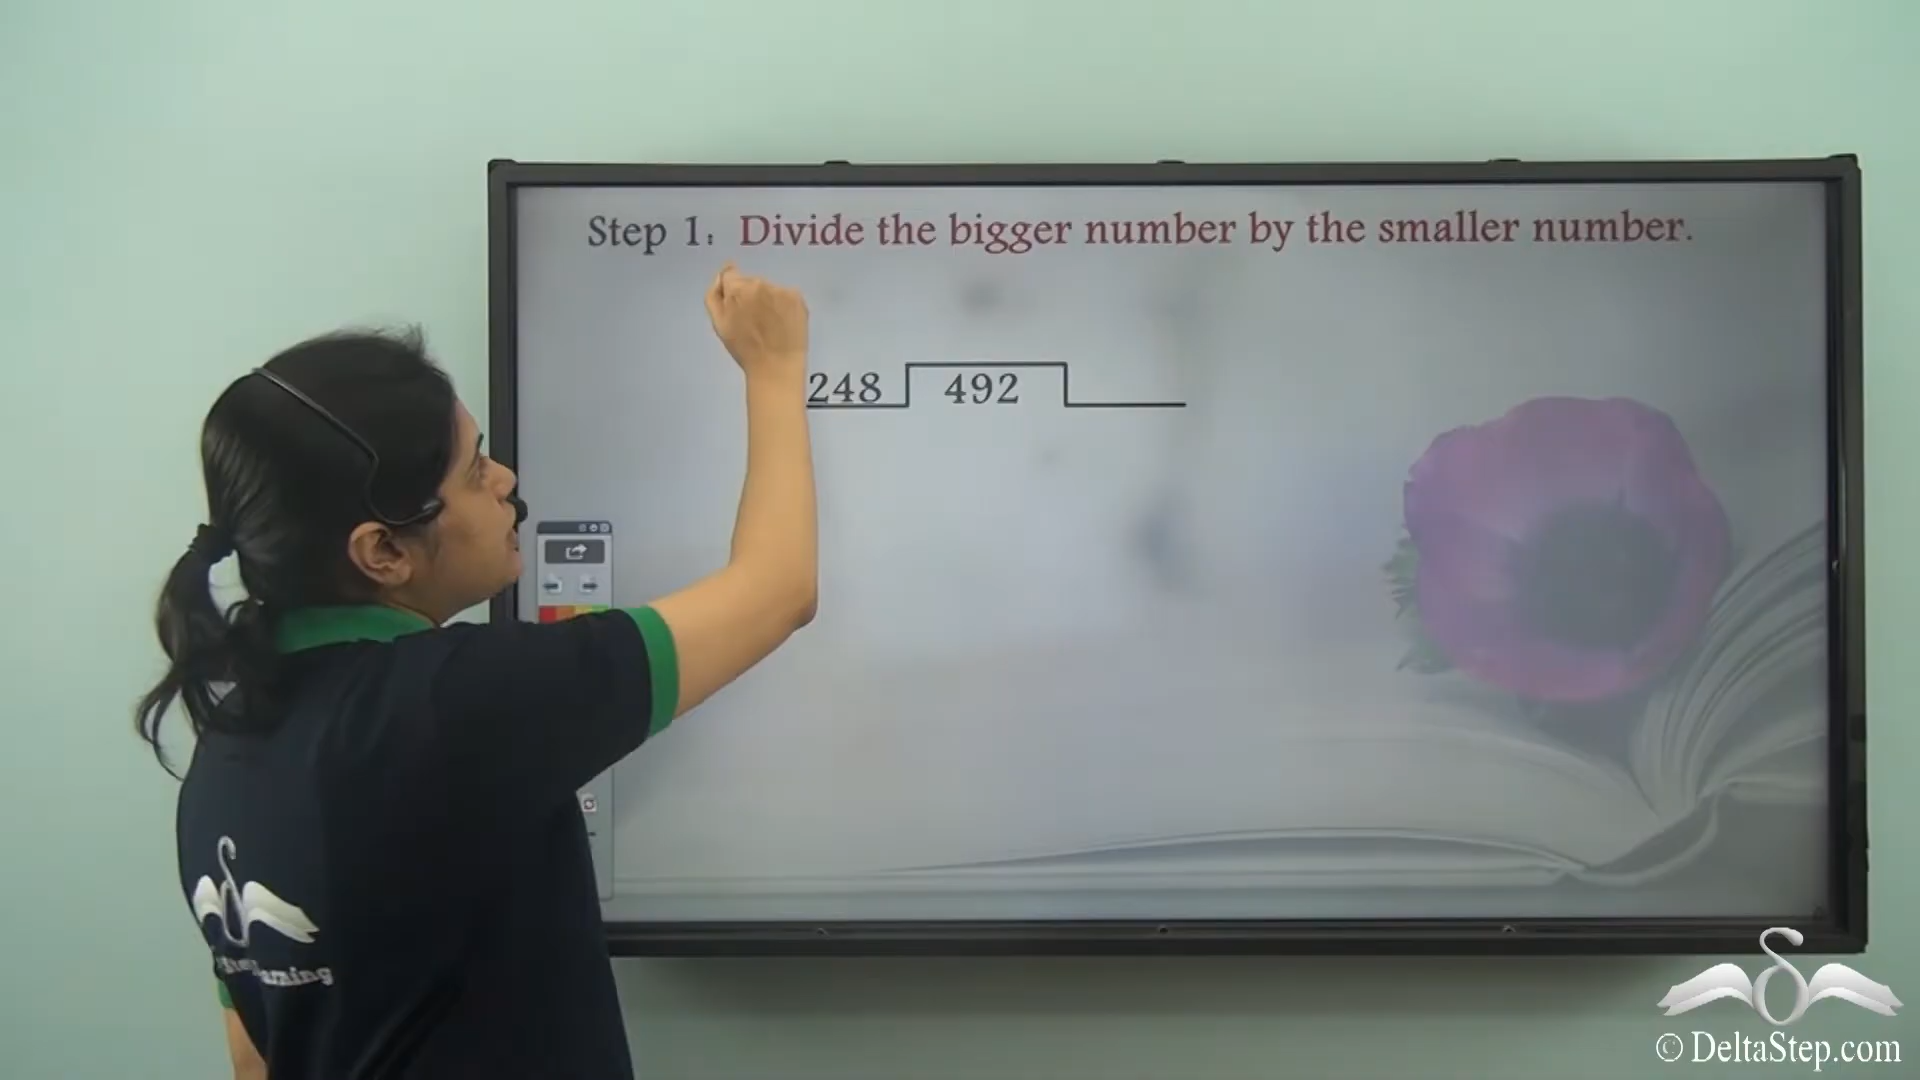 Step 1: Divide the bigger number by the smaller number.
248 492
© DeltaStep.com